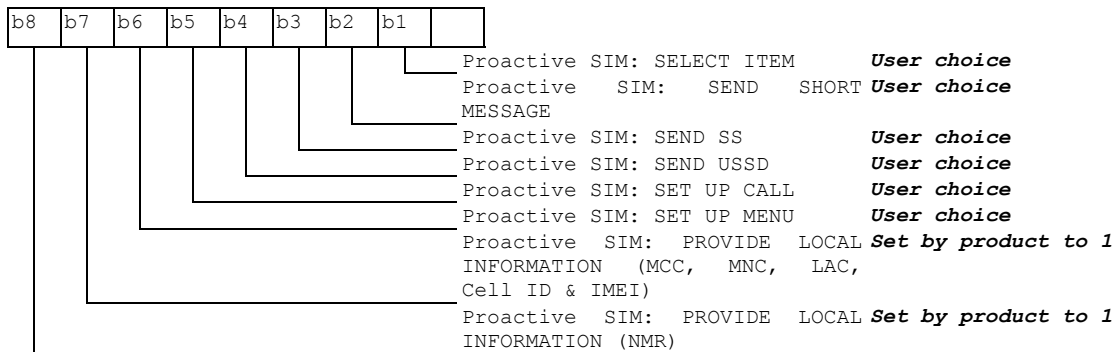 b8 b7 b6 b5 b4 b3 b2 b1
Proactive SIM: SELECT ITEM User choice
Proactive SIM: SEND SHORT User choice
MESSAGE
Proactive SIM: SEND SS User choice
Proactive SIM: SEND USSD User choice
Proactive SIM: SET UP CALL User choice
Proactive SIM: SET UP MENU User choice
Proactive SIM: PROVIDE LOCAL Set by product to 1
INFORMATION (MCC, MNC, LAC,
Cell ID & IMEI)
Proactive SIM: PROVIDE LOCAL Set by product to 1
INFORMATION (NMR)